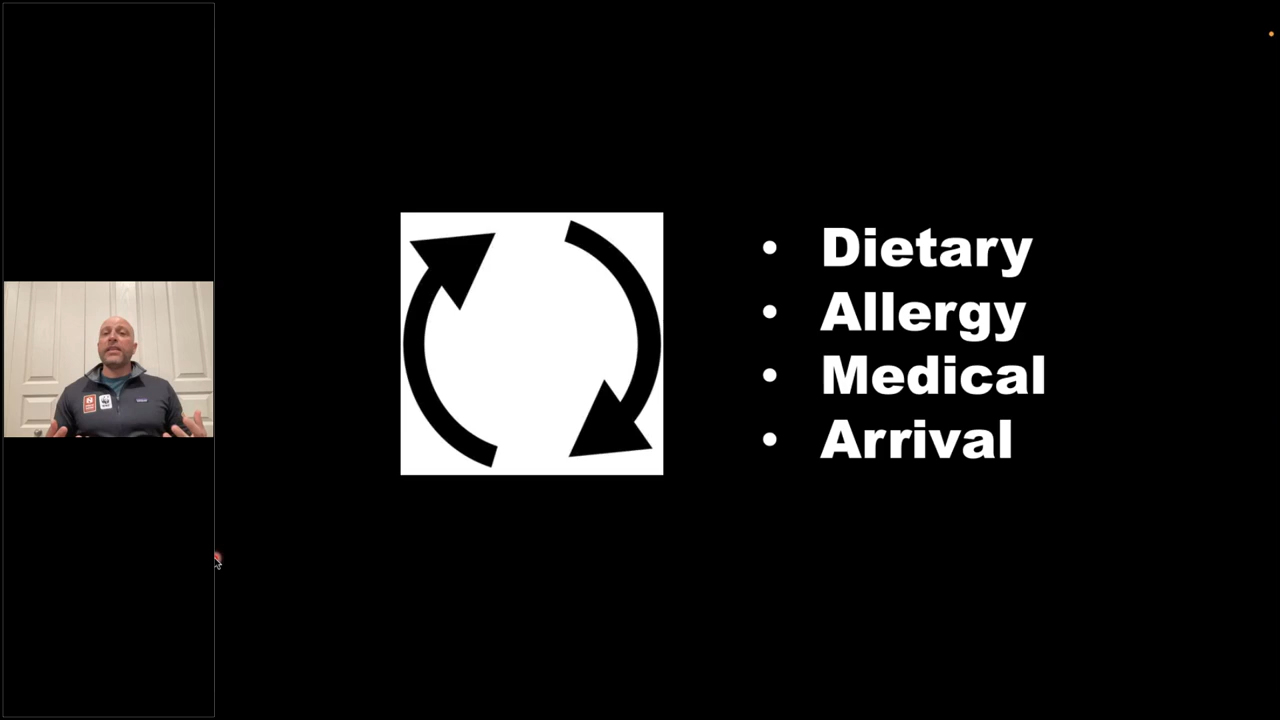 • Dietary
• Allergy
• Medical
• Arrival